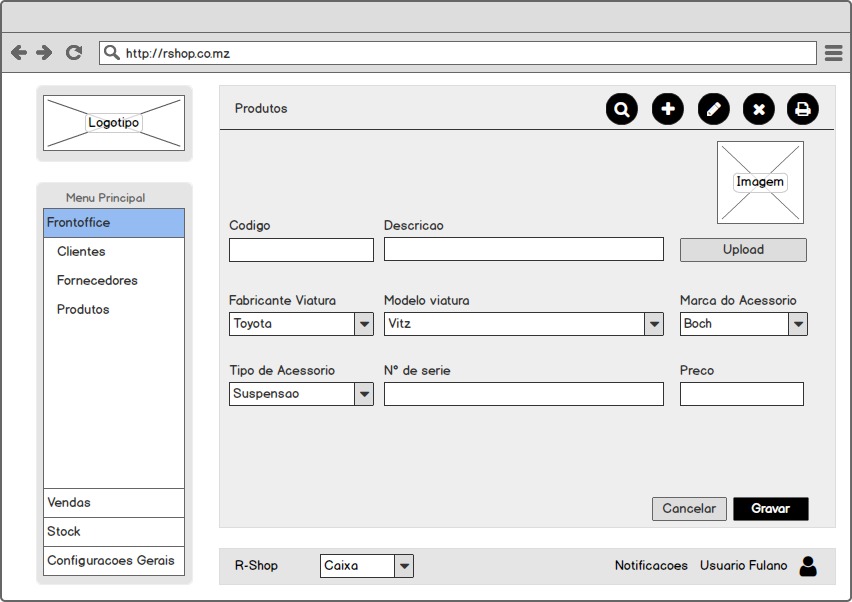 http://rshop.co.mz
Logotipo
Menu Principal
Frontoffice
Clientes
Fornecedores
Produtos
Vendas
Stock
Configuracoes Gerais
Produtos
Imagem
Codigo
Descricao
Upload
Fabricante Viatura
Modelo viatura
Marca do Acessorio
Toyota
Vitz
Boch
Tipo de Acessorio
N° de serie
Preco
Suspensao
Cancelar
Gravar
R-Shop
Caixa
Notificacoes
Usuario Fulano